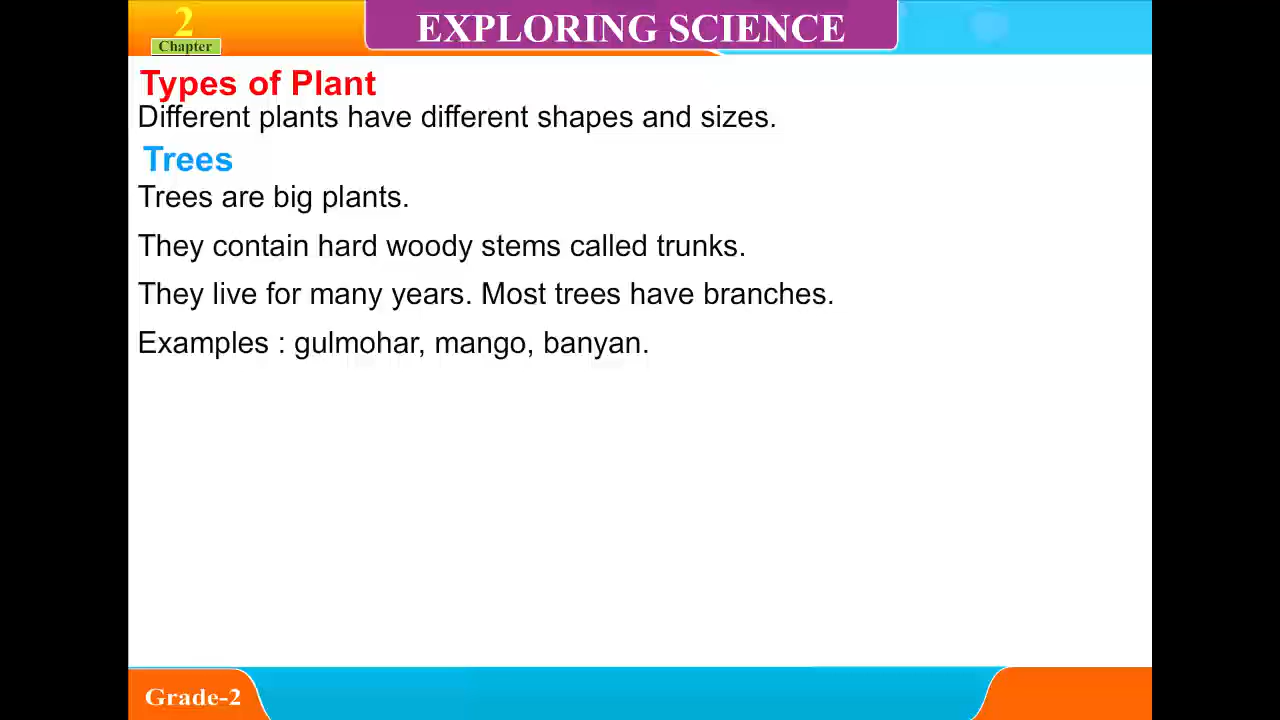 2
Chapter
EXPLORING SCIENCE
Types of Plant
Different plants have different shapes and sizes.
Trees
Trees are big plants.
They contain hard woody stems called trunks.
They live for many years. Most trees have branches.
Examples : gulmohar, mango, banyan.
Grade-2